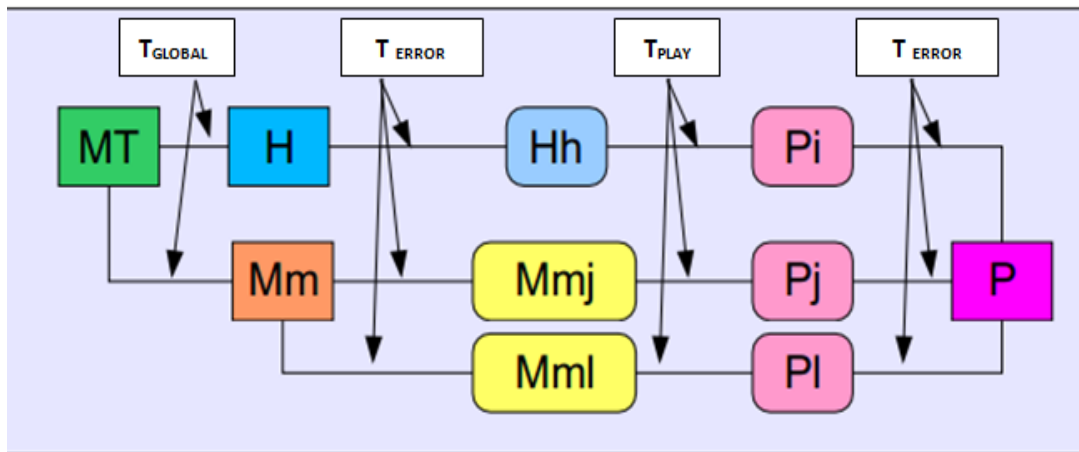 TGLOBAL
T ERROR
TPLAY
T ERROR
MT
H
Hh
Pi
Mm
Mmj
Pj
P
Mml
Pl